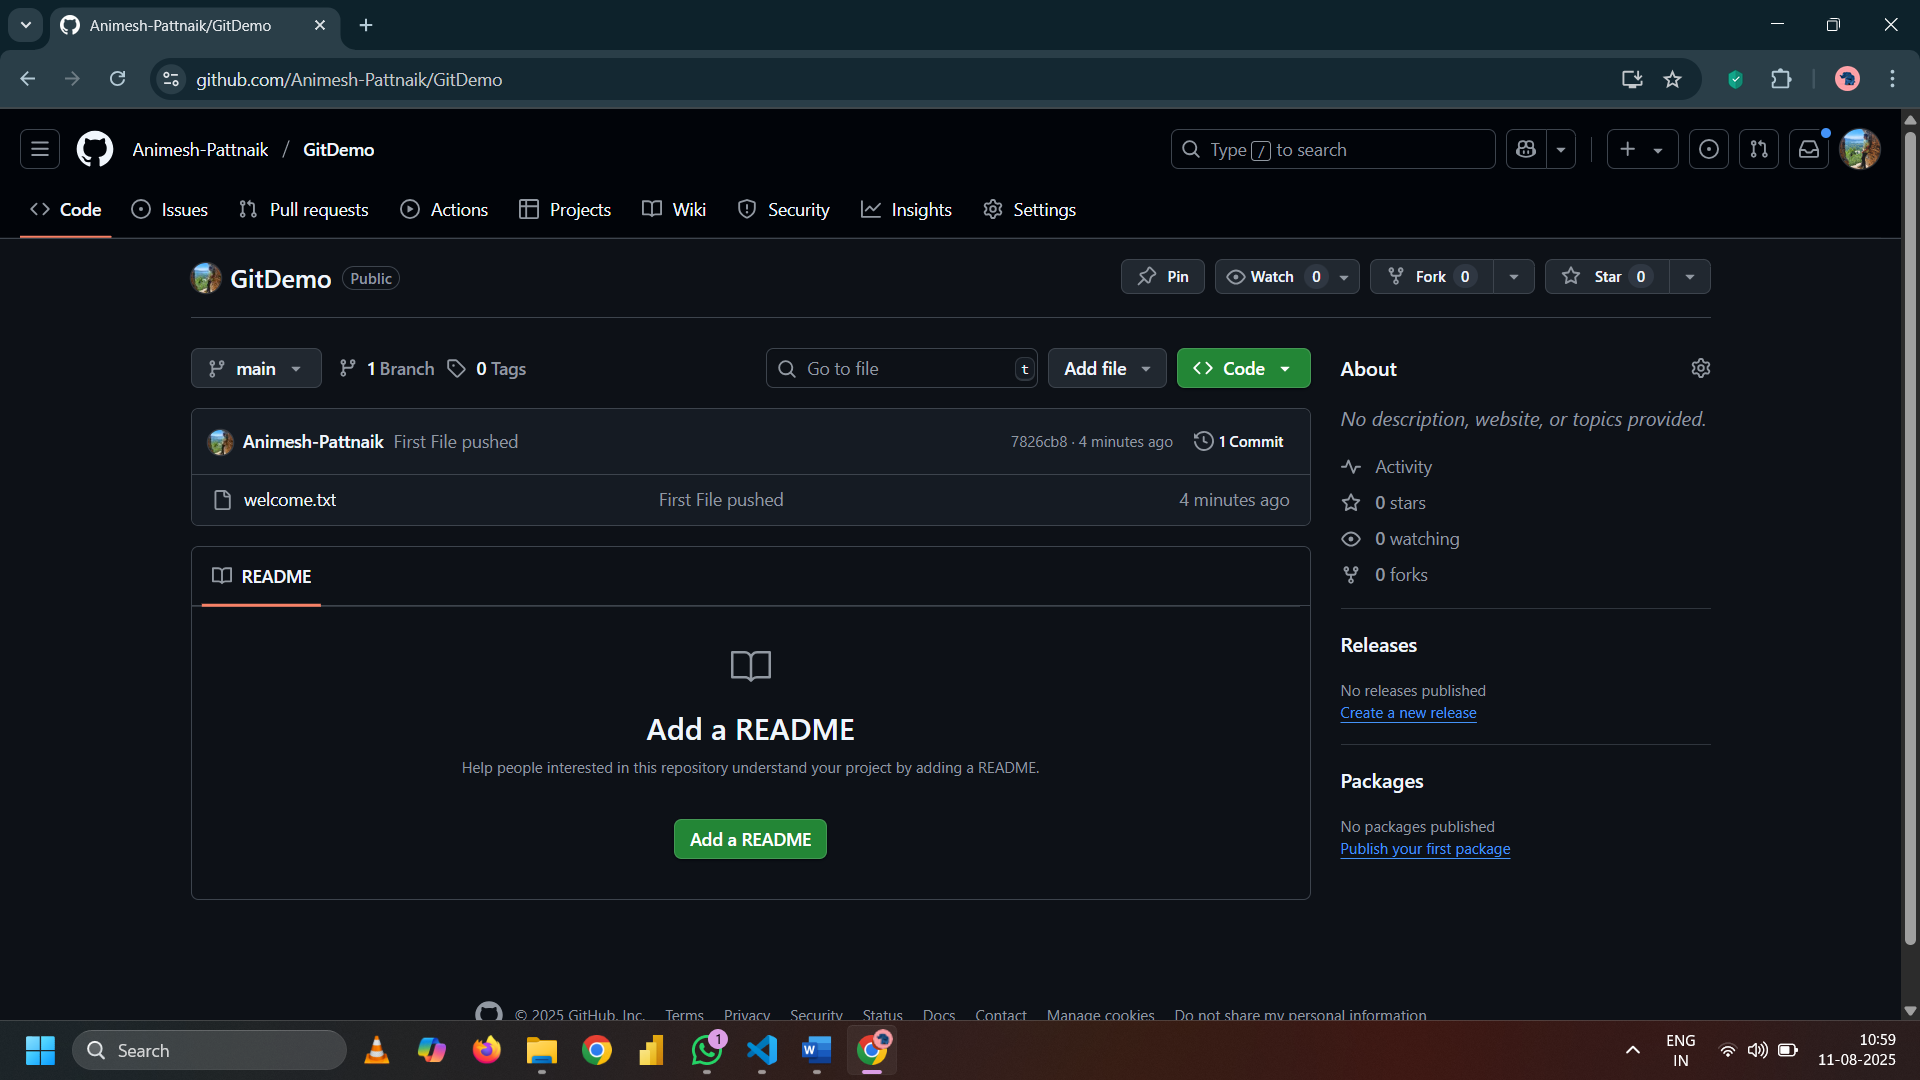 Animesh-Pattnaik/GitDemo
github.com/Animesh-Pattnaik/GitDemo
Animesh-Pattnaik / GitDemo
Type / to search
Code Issues Pull requests Actions Projects Wiki Security Insights Settings
GitDemo Public
Pin Watch 0 Fork 0 Star 0
main 1 Branch 0 Tags Go to file t Add file Code
Animesh-Pattnaik First File pushed 7826cb8 · 4 minutes ago 1 Commit
welcome.txt First File pushed 4 minutes ago
README
Add a README
Help people interested in this repository understand your project by adding a README.
Add a README
About
No description, website, or topics provided.
Activity
0 stars
0 watching
0 forks
Releases
No releases published
Create a new release
Packages
No packages published
Publish your first package
© 2025 GitHub, Inc. Terms Privacy Security Status Docs Contact Manage cookies Do not share my personal information
Search
1
W
ENG
IN
10:59
11-08-2025